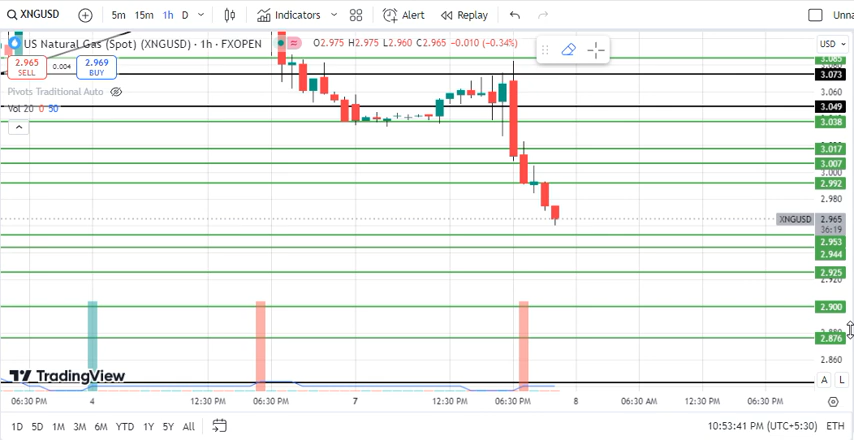 XNGUSD 5m 15m 1h D Indicators Alert Replay Unna
US Natural Gas (Spot) (XNGUSD) · 1h · FXOPEN O2.975 H2.975 L2.960 C2.965 −0.010 (−0.34%) USD
2.965 0.004 2.969
SELL BUY
Pivots Traditional Auto
Vol 20 0 50
3.085
3.073
3.060
3.049
3.038
3.017
3.007
3.000
2.992
2.980
XNGUSD 2.965
36:19
2.953
2.944
2.925
2.920
2.900
2.880
2.876
2.860
TradingView
A L
06:30 PM 4 12:30 PM 06:30 PM 7 12:30 PM 06:30 PM 8 06:30 AM 12:30 PM 06:30 PM
1D 5D 1M 3M 6M YTD 1Y 5Y All 10:53:41 PM (UTC+5:30) ETH